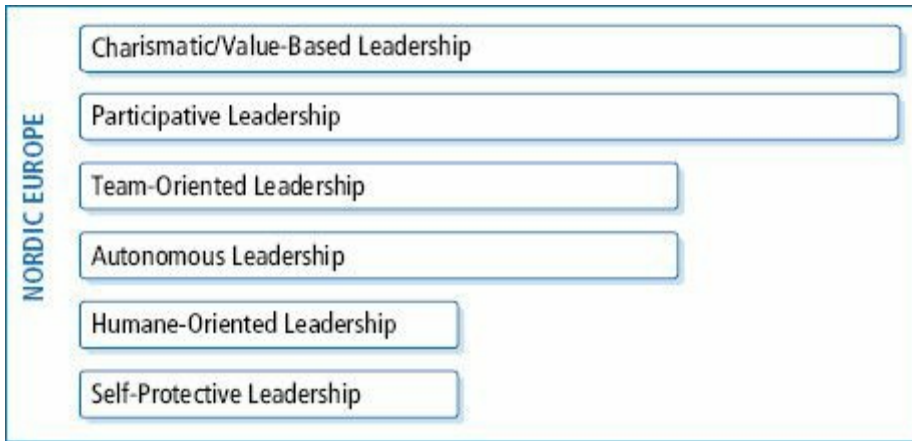 NORDIC EUROPE
Charismatic/Value-Based Leadership
Participative Leadership
Team-Oriented Leadership
Autonomous Leadership
Humane-Oriented Leadership
Self-Protective Leadership